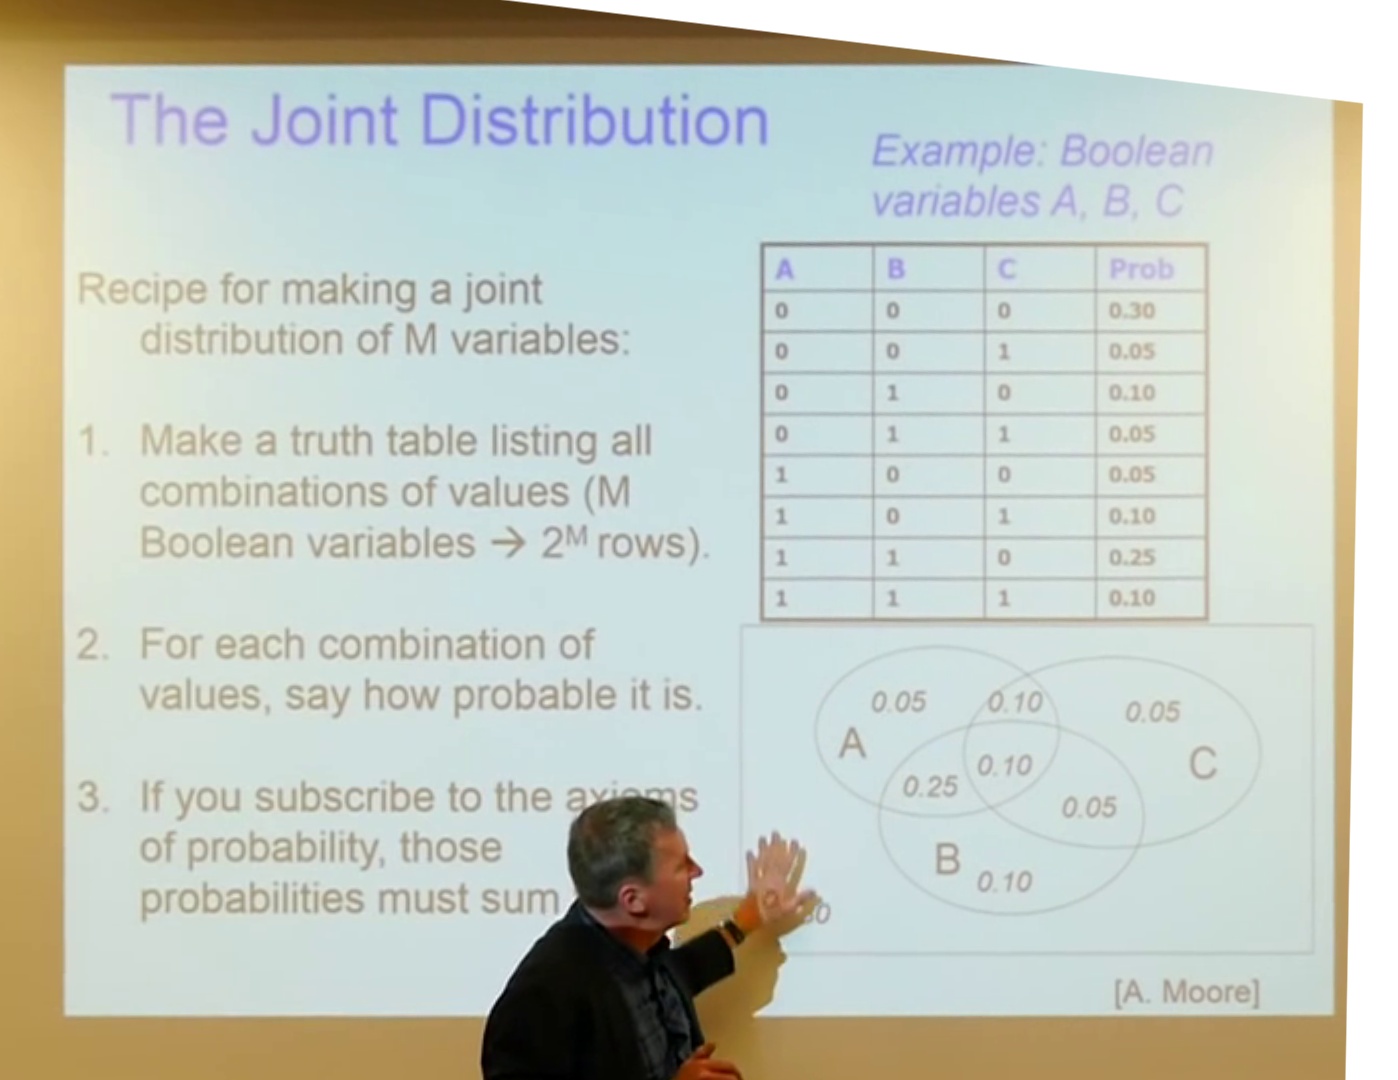 The Joint Distribution
Example: Boolean
variables A, B, C
Recipe for making a joint
distribution of M variables:
1. Make a truth table listing all
combinations of values (M
Boolean variables → 2ᴹ rows).
2. For each combination of
values, say how probable it is.
3. If you subscribe to the axioms
of probability, those
probabilities must sum
A B C Prob
0 0 0 0.30
0 0 1 0.05
0 1 0 0.10
0 1 1 0.05
1 0 0 0.05
1 0 1 0.10
1 1 0 0.25
1 1 1 0.10
0.05 0.10 0.05
A C
0.10
0.25 0.05
B 0.10
[A. Moore]